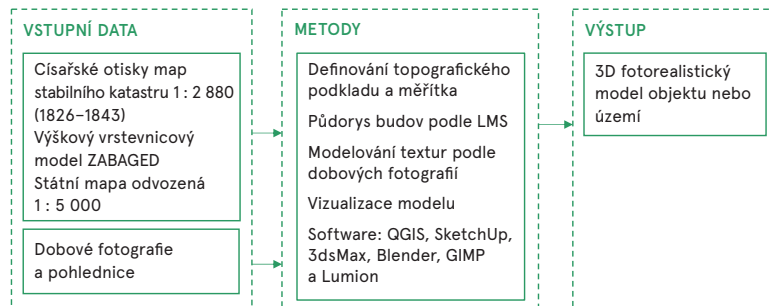 VSTUPNÍ DATA
Císařské otisky map
stabilního katastru 1 : 2 880
(1826–1843)
Výškový vrstevnicový
model ZABAGED
Státní mapa odvozená
1 : 5 000
Dobové fotografie
a pohlednice
METODY
Definování topografického
podkladu a měřítka
Půdorys budov podle LMS
Modelování textur podle
dobových fotografií
Vizualizace modelu
Software: QGIS, SketchUp,
3dsMax, Blender, GIMP
a Lumion
VÝSTUP
3D fotorealistický
model objektu nebo
území